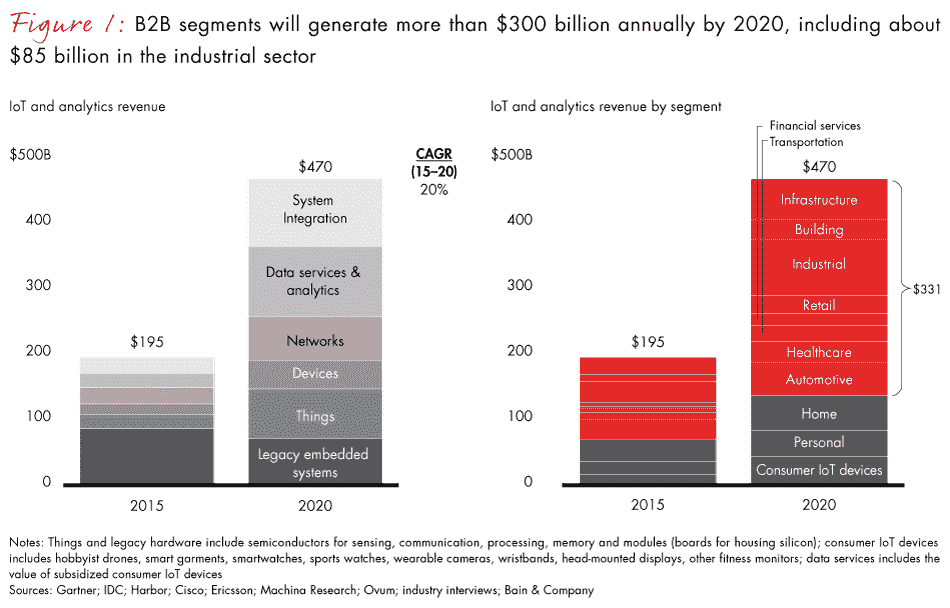 Figure 1: B2B segments will generate more than $300 billion annually by 2020, including about
$85 billion in the industrial sector
IoT and analytics revenue
$500B
400
300
200
100
0
$195
$470
System
Integration
Data services &
analytics
Networks
Devices
Things
Legacy embedded
systems
2015
2020
CAGR
(15–20)
20%
IoT and analytics revenue by segment
$500B
400
300
200
100
0
Financial services
Transportation
$195
$470
Infrastructure
Building
Industrial
Retail
Healthcare
Automotive
Home
Personal
Consumer IoT devices
$331
2015
2020
Notes: Things and legacy hardware include semiconductors for sensing, communication, processing, memory and modules (boards for housing silicon); consumer IoT devices
includes hobbyist drones, smart garments, smartwatches, sports watches, wearable cameras, wristbands, head-mounted displays, other fitness monitors; data services includes the
value of subsidized consumer IoT devices
Sources: Gartner; IDC; Harbor; Cisco; Ericsson; Machina Research; Ovum; industry interviews; Bain & Company